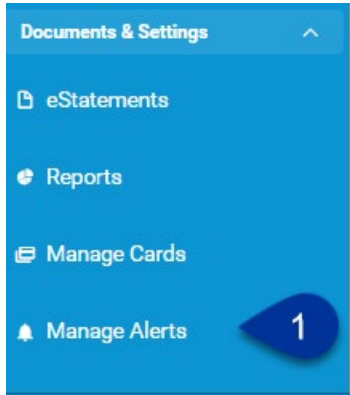 Documents & Settings
eStatements
Reports
Manage Cards
Manage Alerts 1